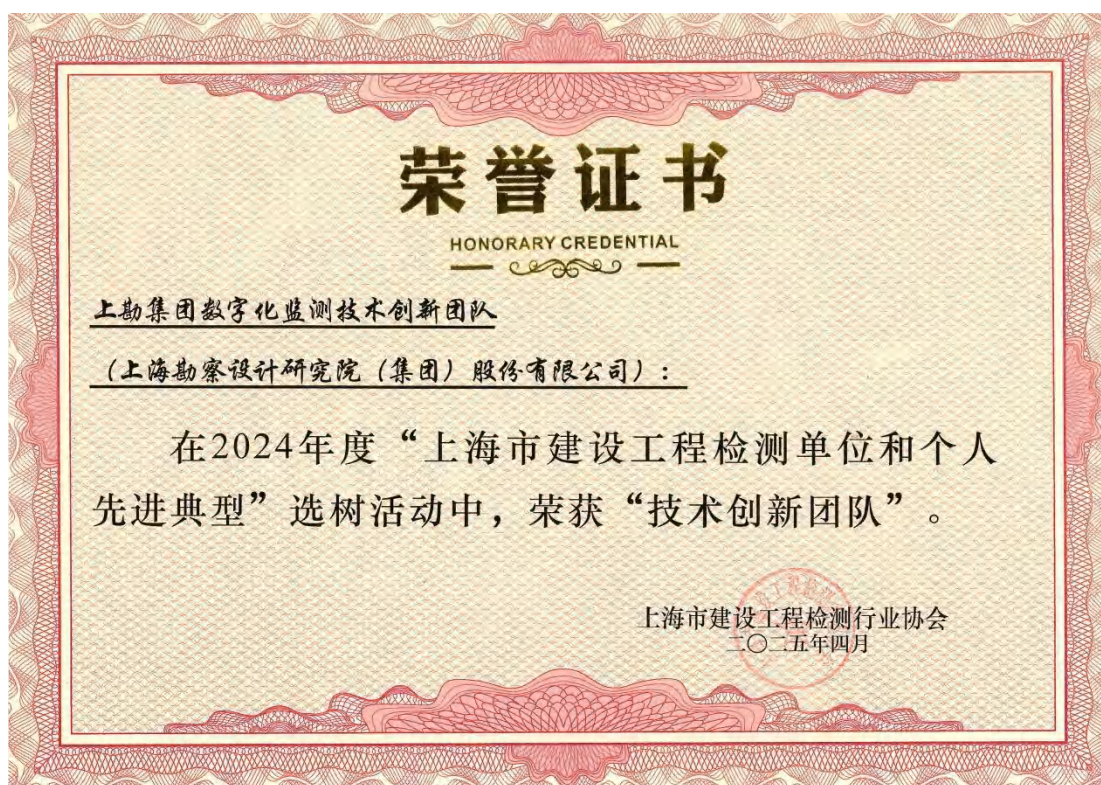 荣誉证书
HONORARY CREDENTIAL
上勘集团数字化监测技术创新团队
（上海勘察设计研究院（集团）股份有限公司）：
在2024年度“上海市建设工程检测单位和个人
先进典型”选树活动中，荣获“技术创新团队”。
上海市建设工程检测行业协会
二〇二五年四月